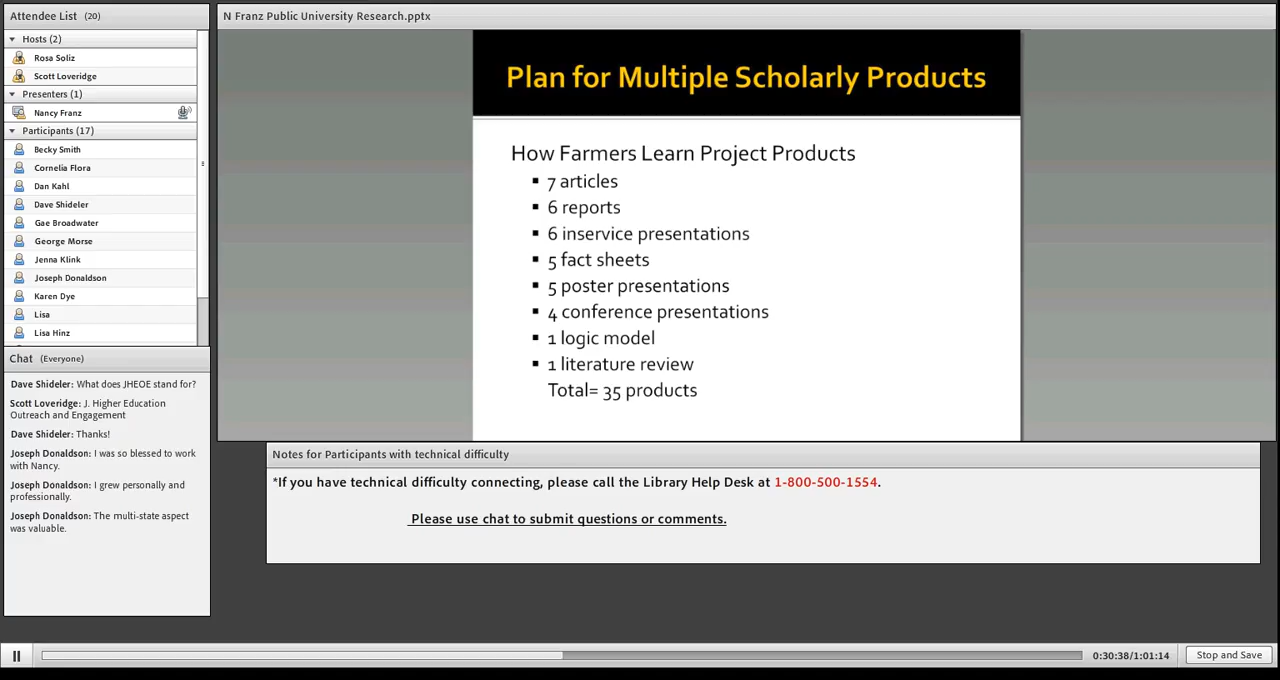 Attendee List (20)
Hosts (2)
Rosa Soliz
Scott Loveridge
Presenters (1)
Nancy Franz
Participants (17)
Becky Smith
Cornelia Flora
Dan Kahl
Dave Shideler
Gae Broadwater
George Morse
Jenna Klink
Joseph Donaldson
Karen Dye
Lisa
Lisa Hinz
Chat (Everyone)
Dave Shideler: What does JHEOE stand for?
Scott Loveridge: J. Higher Education
Outreach and Engagement
Dave Shideler: Thanks!
Joseph Donaldson: I was so blessed to work
with Nancy.
Joseph Donaldson: I grew personally and
professionally.
Joseph Donaldson: The multi-state aspect
was valuable.
N Franz Public University Research.pptx
Plan for Multiple Scholarly Products
How Farmers Learn Project Products
▪ 7 articles
▪ 6 reports
▪ 6 inservice presentations
▪ 5 fact sheets
▪ 5 poster presentations
▪ 4 conference presentations
▪ 1 logic model
▪ 1 literature review
Total= 35 products
Notes for Participants with technical difficulty
*If you have technical difficulty connecting, please call the Library Help Desk at 1-800-500-1554.
Please use chat to submit questions or comments.
0:30:38/1:01:14
Stop and Save